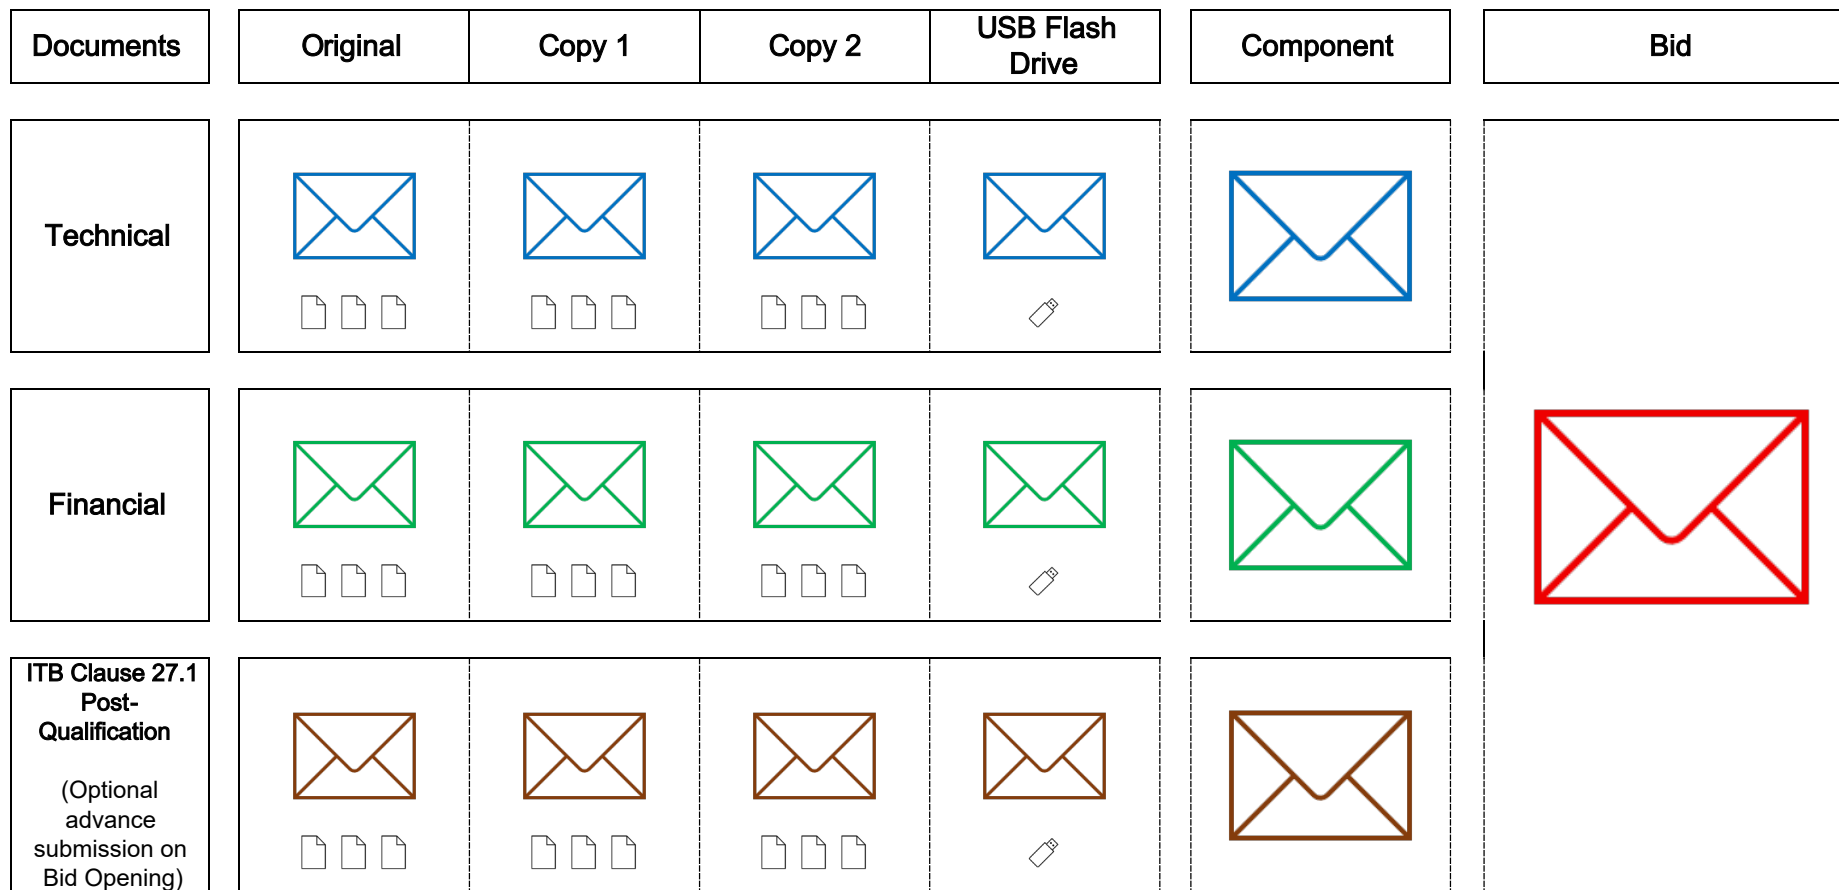 Documents
Original
Copy 1
Copy 2
USB Flash
Drive
Component
Bid
Technical
Financial
ITB Clause 27.1
Post-
Qualification
(Optional
advance
submission on
Bid Opening)